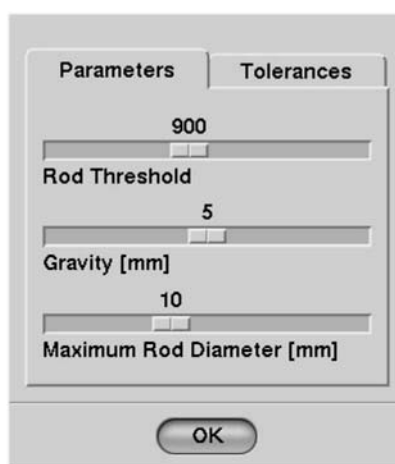 Parameters Tolerances
900
Rod Threshold
5
Gravity [mm]
10
Maximum Rod Diameter [mm]
OK